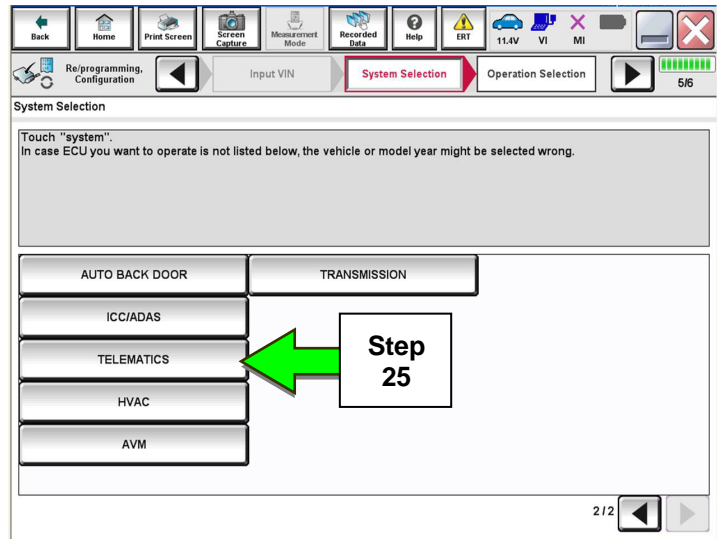 Back
Home
Print Screen
Screen
Capture
Measurement
Mode
Recorded
Data
Help
ERT
11.4V
VI
MI
Re/programming,
Configuration
Input VIN
System Selection
Operation Selection
5/6
System Selection
Touch "system".
In case ECU you want to operate is not listed below, the vehicle or model year might be selected wrong.
AUTO BACK DOOR
TRANSMISSION
ICC/ADAS
TELEMATICS
HVAC
AVM
Step
25
2/2